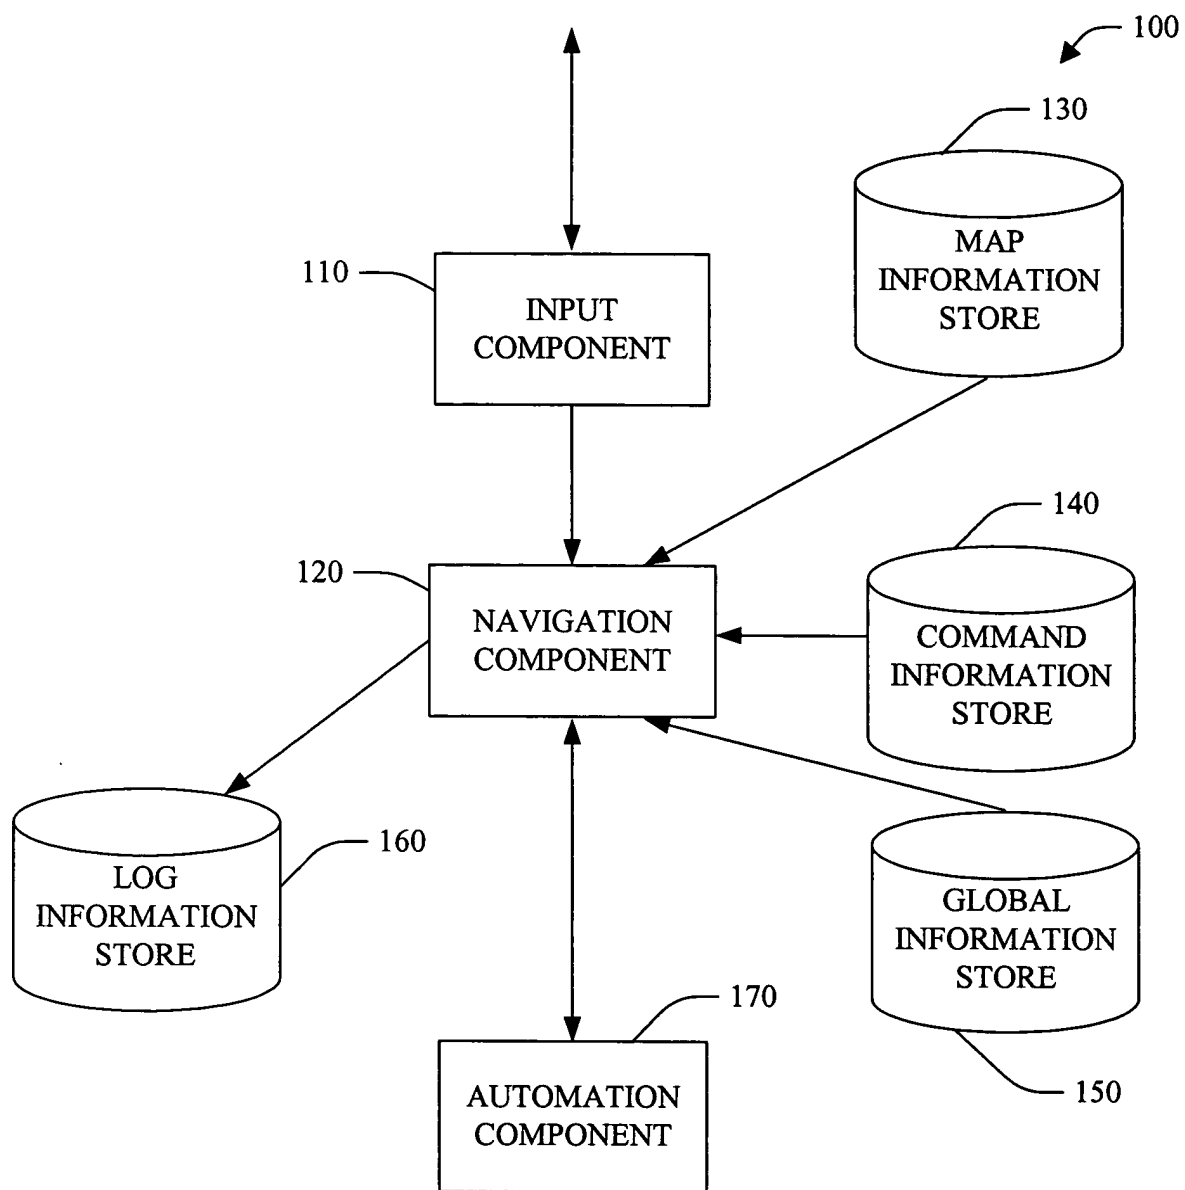 100
130
MAP
INFORMATION
STORE
110
INPUT
COMPONENT
140
120
NAVIGATION
COMPONENT
COMMAND
INFORMATION
STORE
160
LOG
INFORMATION
STORE
GLOBAL
INFORMATION
STORE
170
150
AUTOMATION
COMPONENT